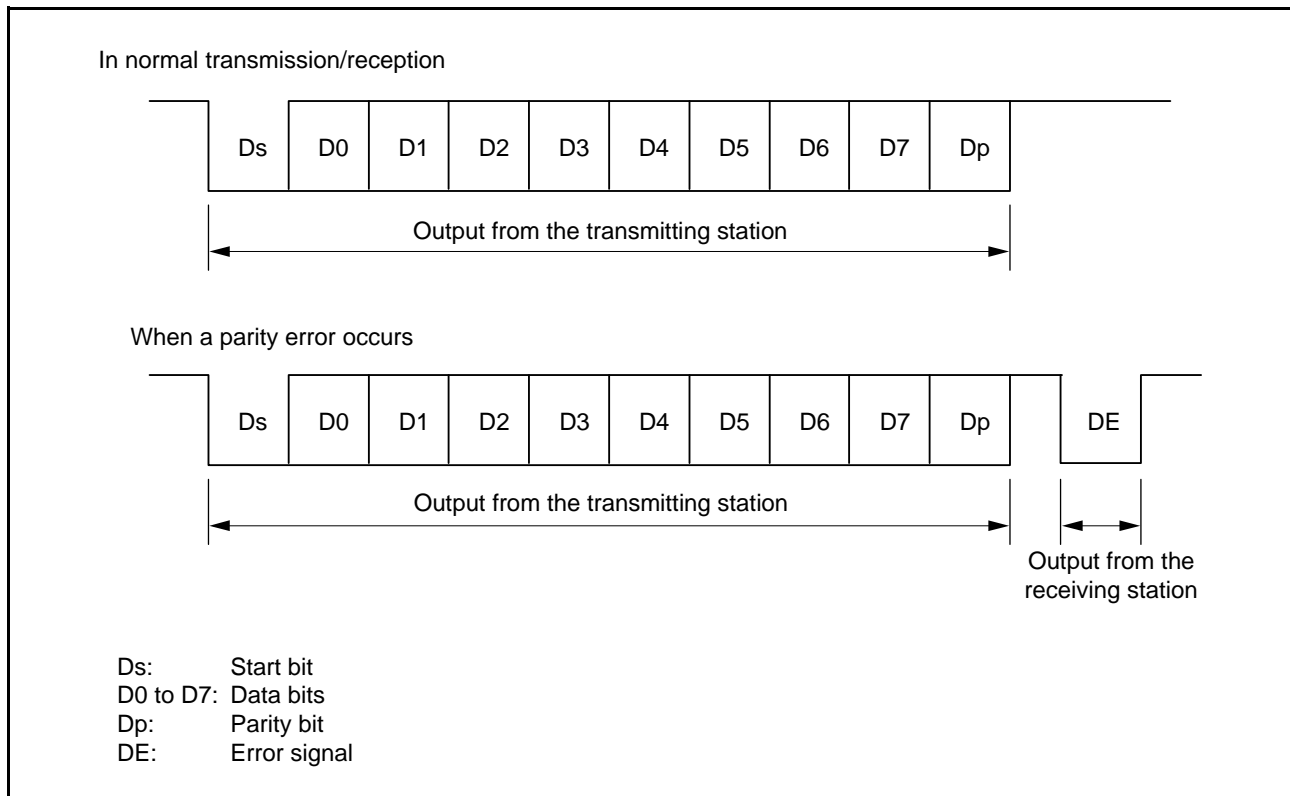 In normal transmission/reception
Ds D0 D1 D2 D3 D4 D5 D6 D7 Dp
Output from the transmitting station
When a parity error occurs
Ds D0 D1 D2 D3 D4 D5 D6 D7 Dp DE
Output from the transmitting station
Output from the
receiving station
Ds: Start bit
D0 to D7: Data bits
Dp: Parity bit
DE: Error signal